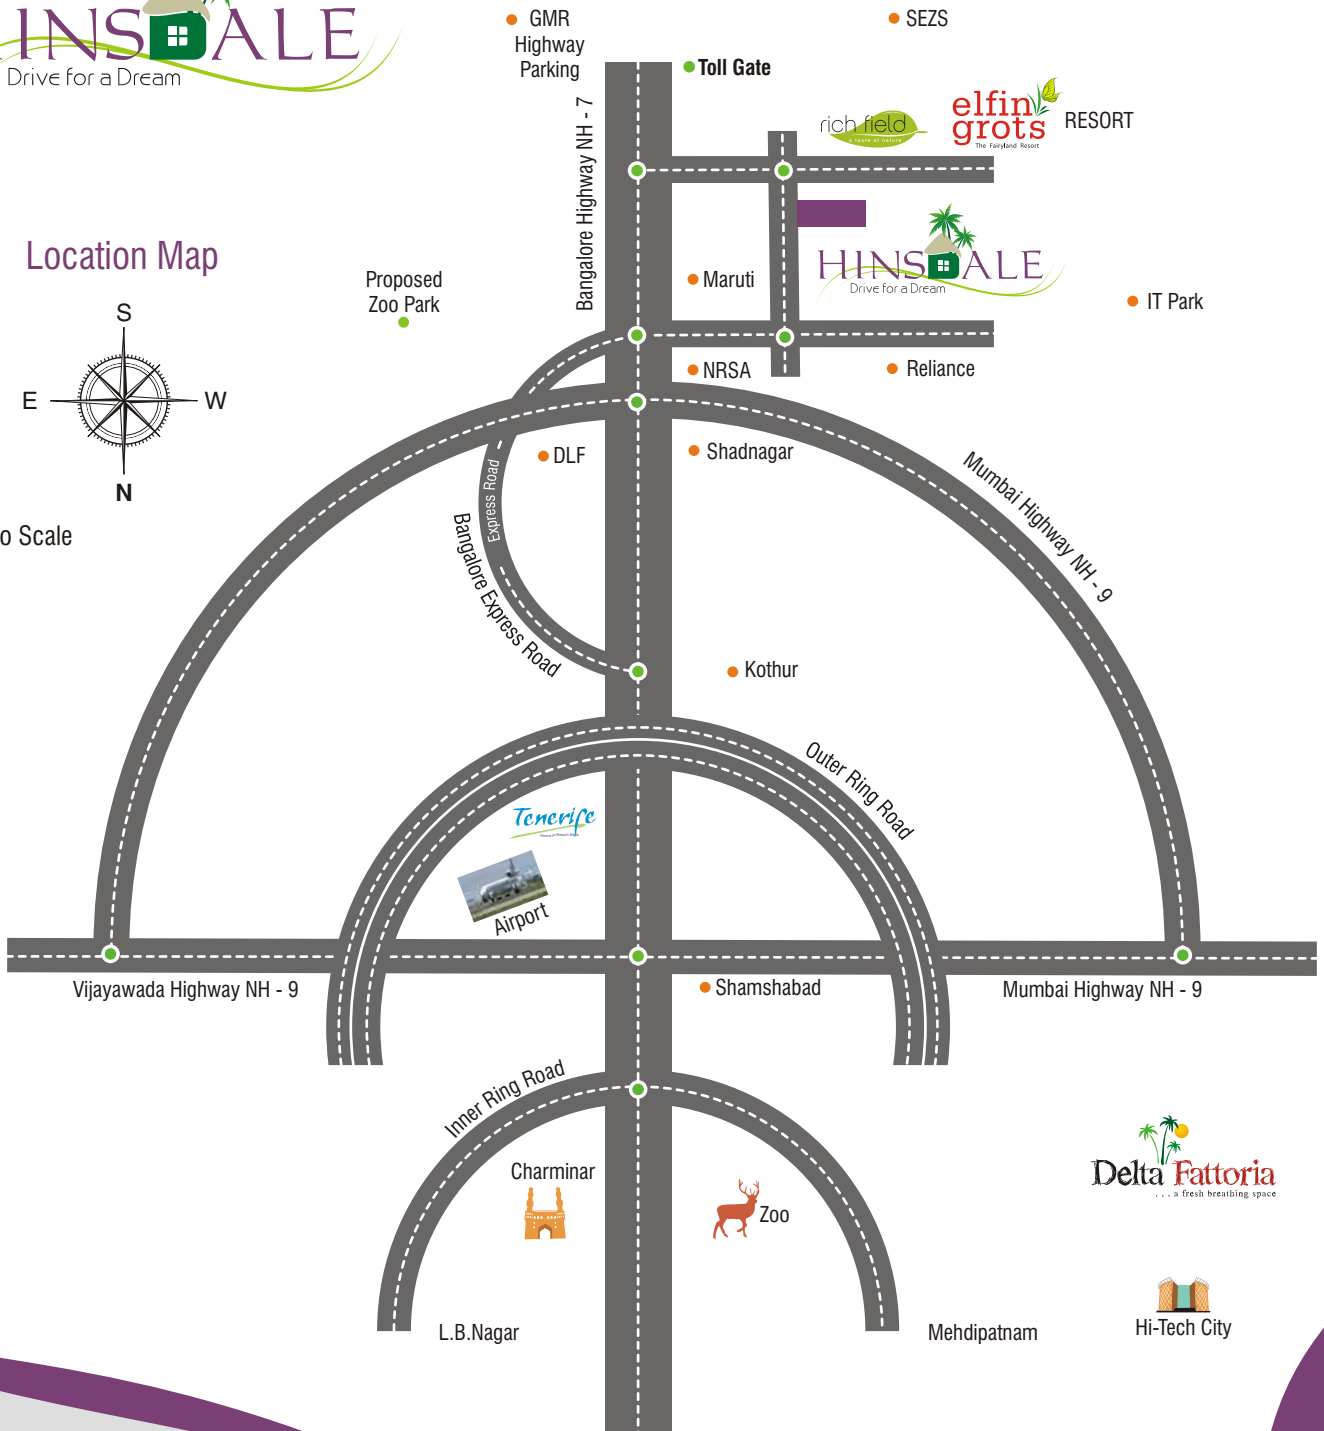 HINSDALE
Drive for a Dream
GMR
Highway
Parking
SEZS
Toll Gate
Bangalore Highway NH - 7
rich field
a taste of nature
elfin
grots
The Fairyland Resort
RESORT
Location Map
S
E
W
N
o Scale
Proposed
Zoo Park
Maruti
HINSDALE
Drive for a Dream
IT Park
NRSA
Reliance
DLF
Shadnagar
Mumbai Highway NH - 9
Express Road
Bangalore Express Road
Kothur
Outer Ring Road
Tenerife
Airport
Vijayawada Highway NH - 9
Shamshabad
Mumbai Highway NH - 9
Inner Ring Road
Charminar
Zoo
Delta Fattoria
. . . a fresh breathing space
L.B.Nagar
Mehdipatnam
Hi-Tech City